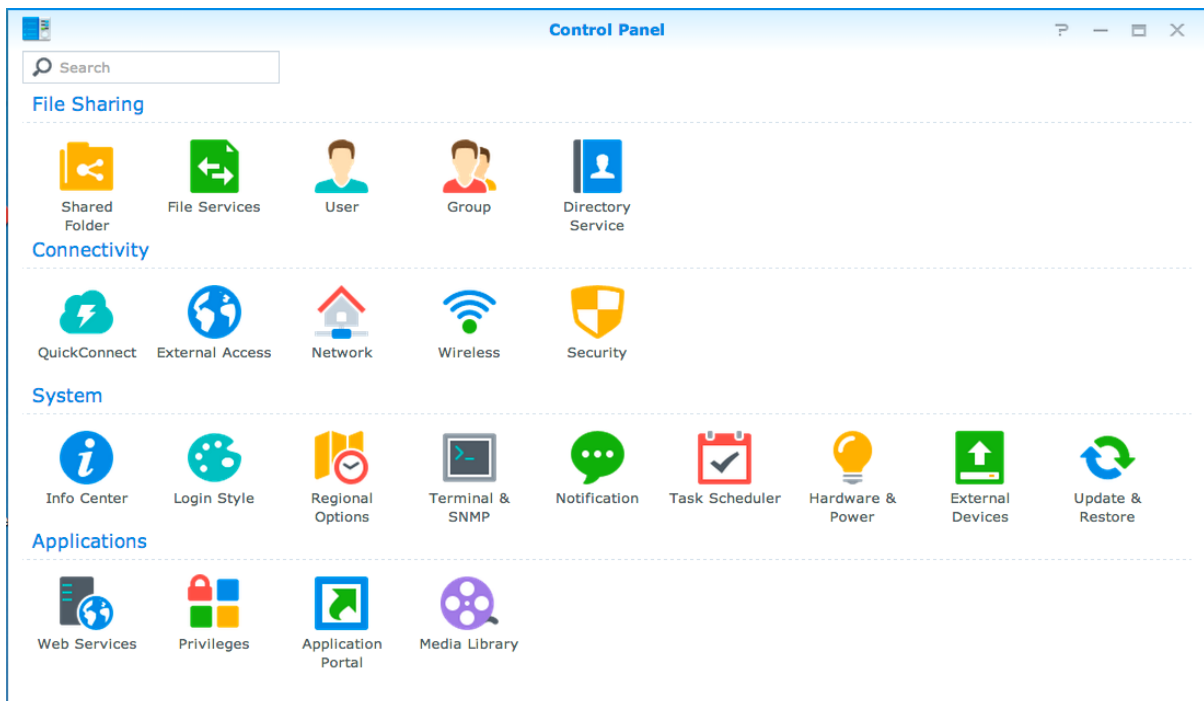 Control Panel
Search
File Sharing
Shared
Folder
File Services
User
Group
Directory
Service
Connectivity
QuickConnect
External Access
Network
Wireless
Security
System
Info Center
Login Style
Regional
Options
Terminal &
SNMP
Notification
Task Scheduler
Hardware &
Power
External
Devices
Update &
Restore
Applications
Web Services
Privileges
Application
Portal
Media Library